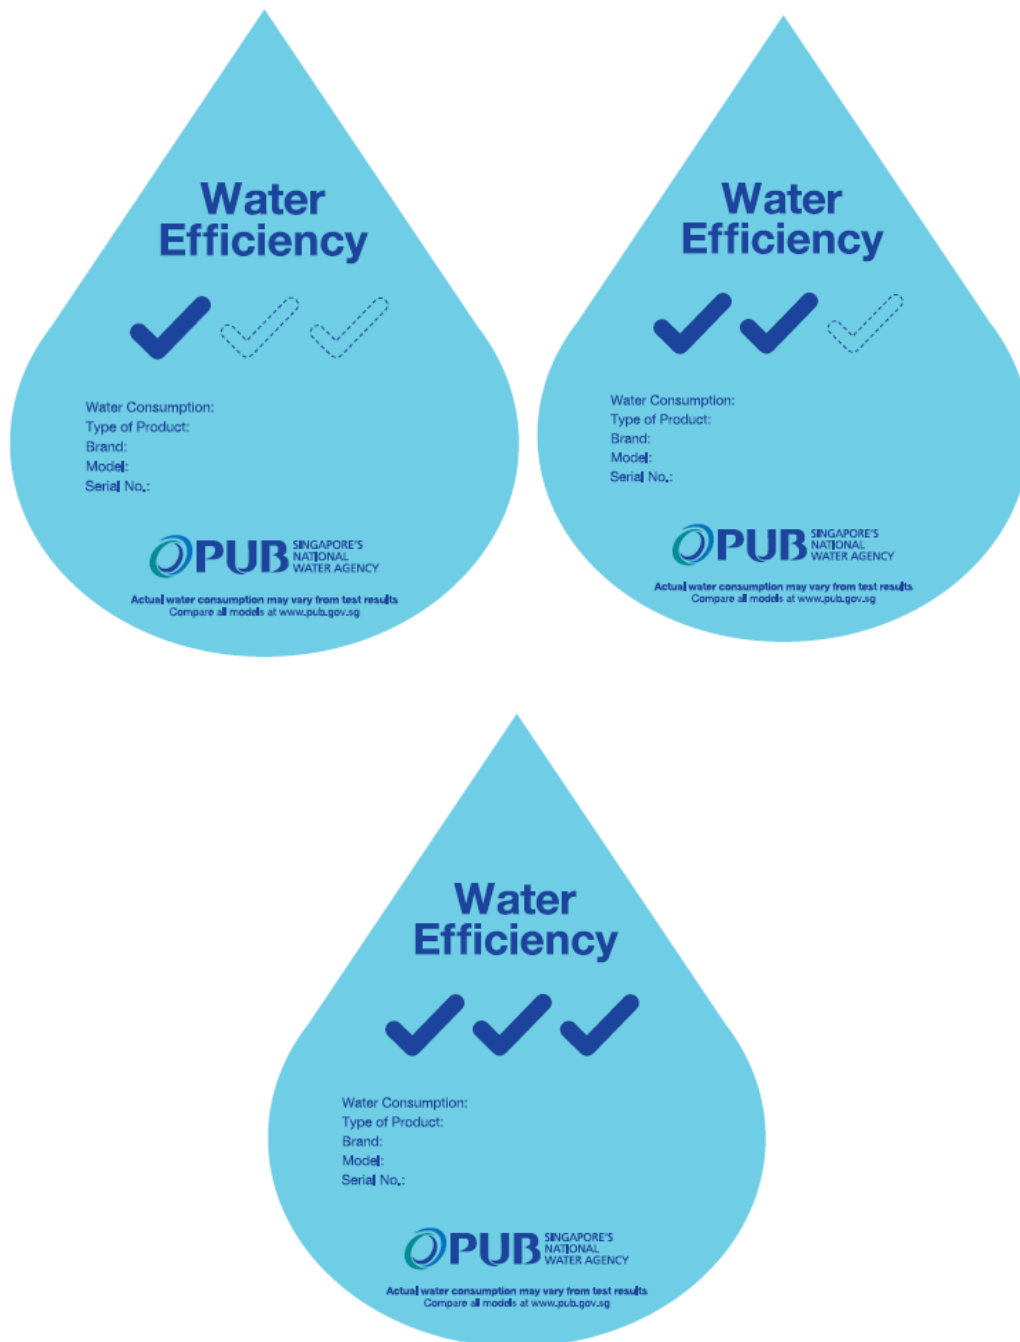 Water
Efficiency
Water Consumption:
Type of Product:
Brand:
Model:
Serial No.:
PUB SINGAPORE'S
NATIONAL
WATER AGENCY
Actual water consumption may vary from test results
Compare all models at www.pub.gov.sg
Water
Efficiency
Water Consumption:
Type of Product:
Brand:
Model:
Serial No.:
PUB SINGAPORE'S
NATIONAL
WATER AGENCY
Actual water consumption may vary from test results
Compare all models at www.pub.gov.sg
Water
Efficiency
Water Consumption:
Type of Product:
Brand:
Model:
Serial No.:
PUB SINGAPORE'S
NATIONAL
WATER AGENCY
Actual water consumption may vary from test results
Compare all models at www.pub.gov.sg